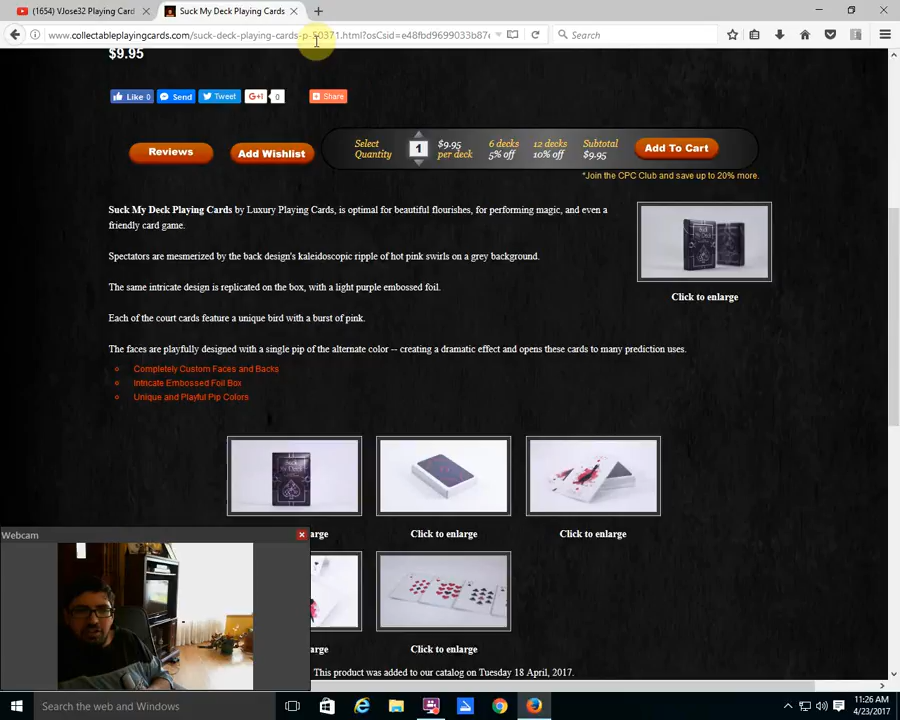 (1654) VJose32 Playing Card
Suck My Deck Playing Cards
www.collectableplayingcards.com/suck-deck-playing-cards-p-50371.html?osCsid=e48fbd9699033b87e
Search
$9.95
Like 0
Send
Tweet
G+1
0
Share
Reviews
Add Wishlist
Select Quantity
1
$9.95 per deck
6 decks 5% off
12 decks 10% off
Subtotal $9.95
Add To Cart
*Join the CPC Club and save up to 20% more.
Suck My Deck Playing Cards by Luxury Playing Cards, is optimal for beautiful flourishes, for performing magic, and even a
friendly card game.
Spectators are mesmerized by the back design's kaleidoscopic ripple of hot pink swirls on a grey background.
Click to enlarge
The same intricate design is replicated on the box, with a light purple embossed foil.
Each of the court cards feature a unique bird with a burst of pink.
The faces are playfully designed with a single pip of the alternate color -- creating a dramatic effect and opens these cards to many prediction uses.
Completely Custom Faces and Backs
Intricate Embossed Foil Box
Unique and Playful Pip Colors
Suck
My Deck
arge
Click to enlarge
Click to enlarge
Webcam
arge
Click to enlarge
This product was added to our catalog on Tuesday 18 April, 2017.
Search the web and Windows
11:26 AM
4/23/2017